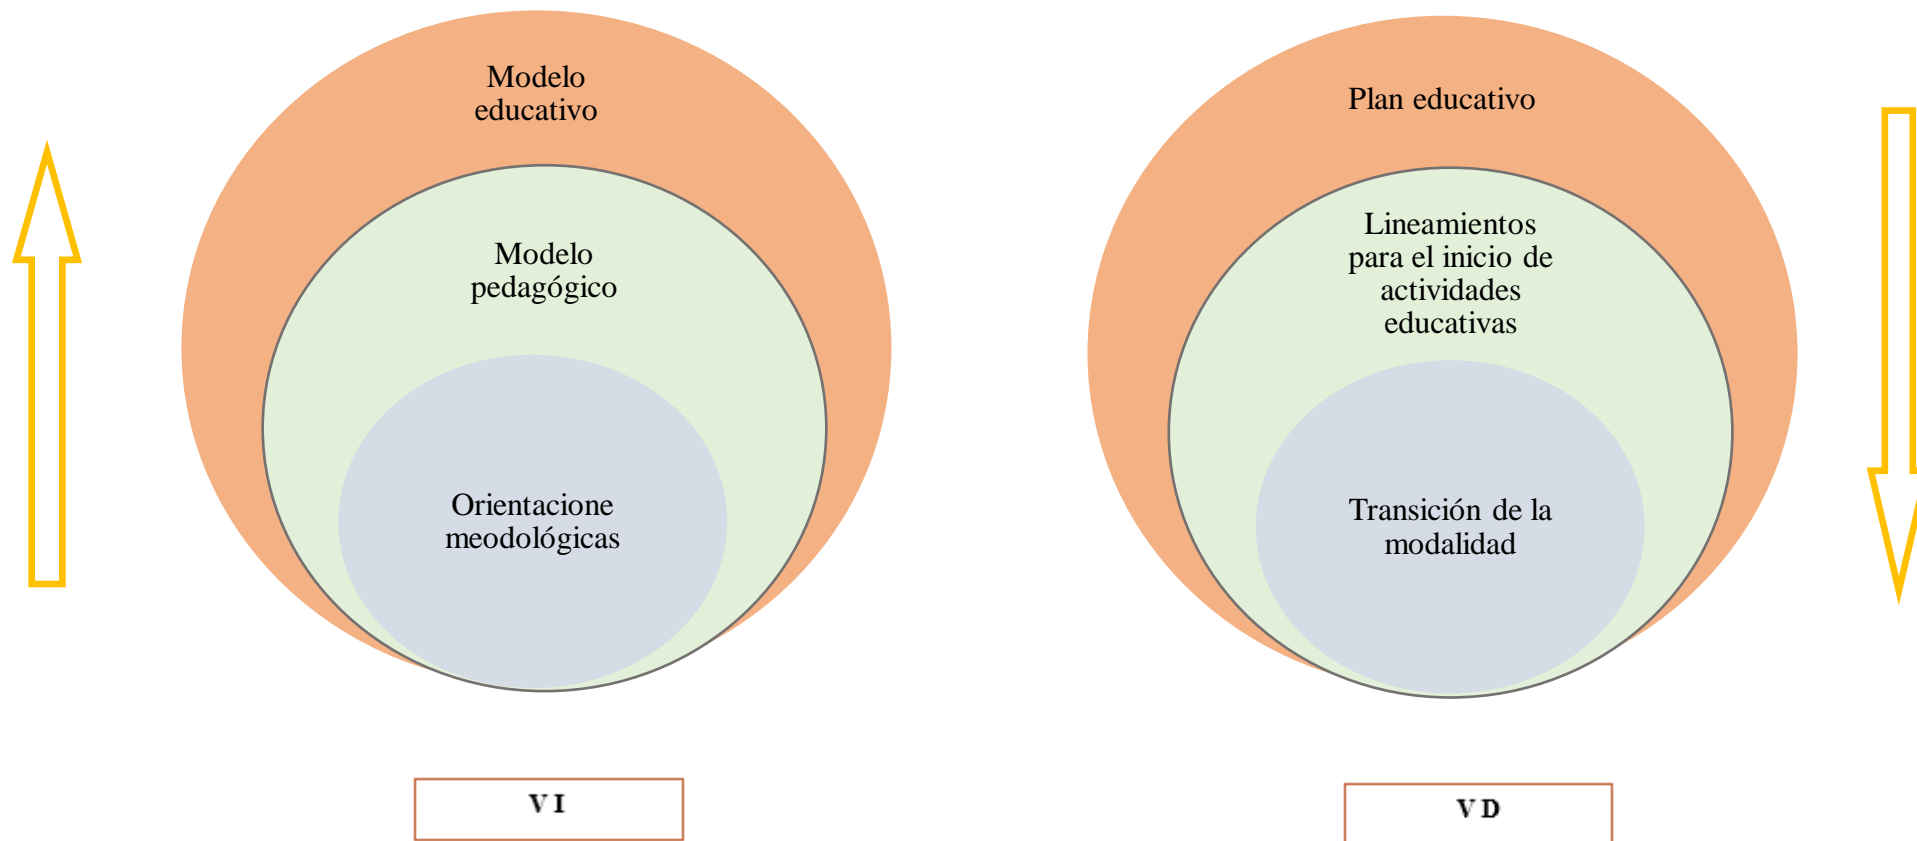 Modelo
educativo
Modelo
pedagógico
Orientacione
meodológicas
V I
Plan educativo
Lineamientos
para el inicio de
actividades
educativas
Transición de la
modalidad
V D